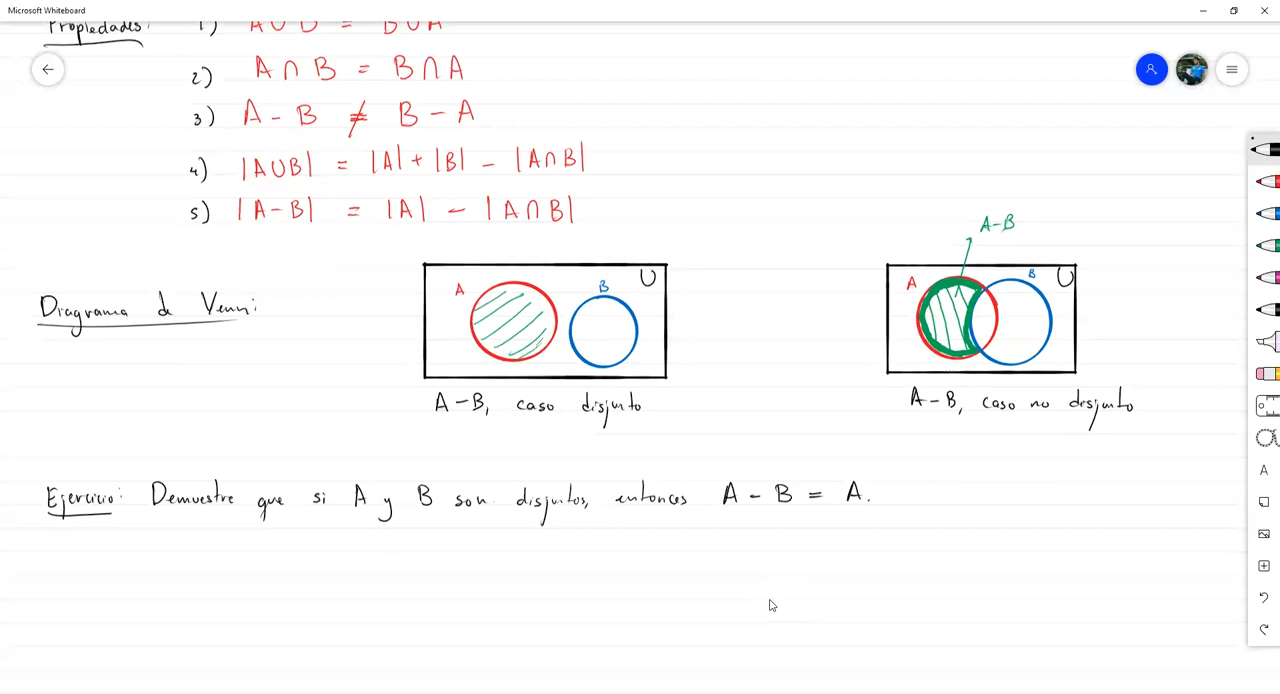 Microsoft Whiteboard
Propiedades: 1) A ∪ B = B ∪ A
2) A ∩ B = B ∩ A
3) A - B ≠ B - A
4) |A∪B| = |A| + |B| - |A∩B|
5) |A-B| = |A| - |A∩B|
A-B
Diagrama de Venn:
A B U
A B U
A-B, caso disjunto
A-B, caso no disjunto
Ejercicio: Demuestre que si A y B son disjuntos, entonces A - B = A.
A